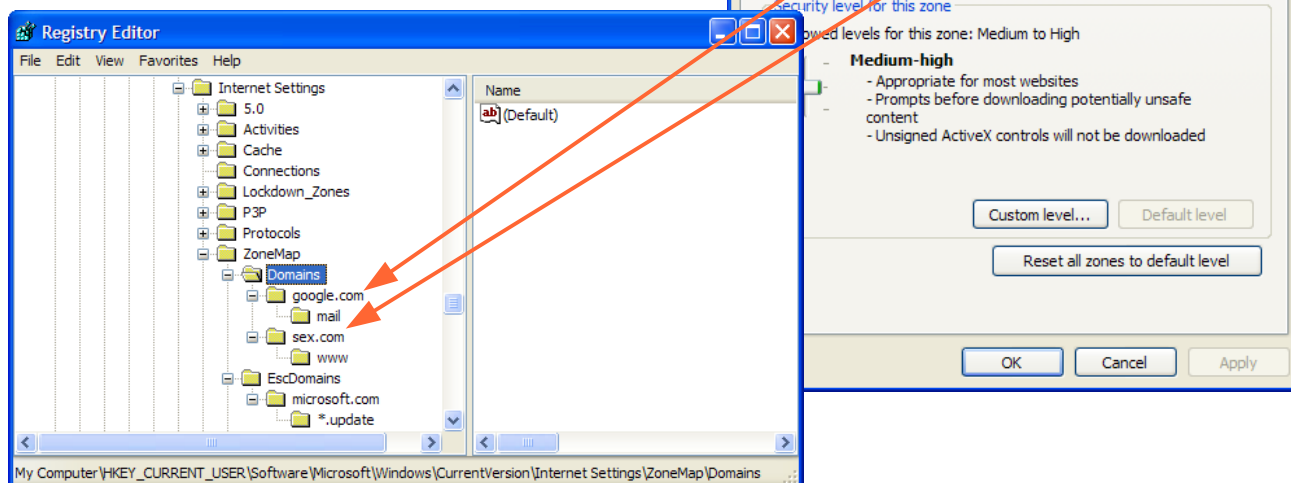 Security level for this zone
Registry Editor
owed levels for this zone: Medium to High
File Edit View Favorites Help
Medium-high
- Appropriate for most websites
- Prompts before downloading potentially unsafe
content
- Unsigned ActiveX controls will not be downloaded
Internet Settings
5.0
Activities
Cache
Connections
Lockdown_Zones
P3P
Protocols
ZoneMap
Domains
google.com
mail
sex.com
www
EscDomains
microsoft.com
*.update
Name
ab (Default)
Custom level... Default level
Reset all zones to default level
OK Cancel Apply
My Computer\HKEY_CURRENT_USER\Software\Microsoft\Windows\CurrentVersion\Internet Settings\ZoneMap\Domains